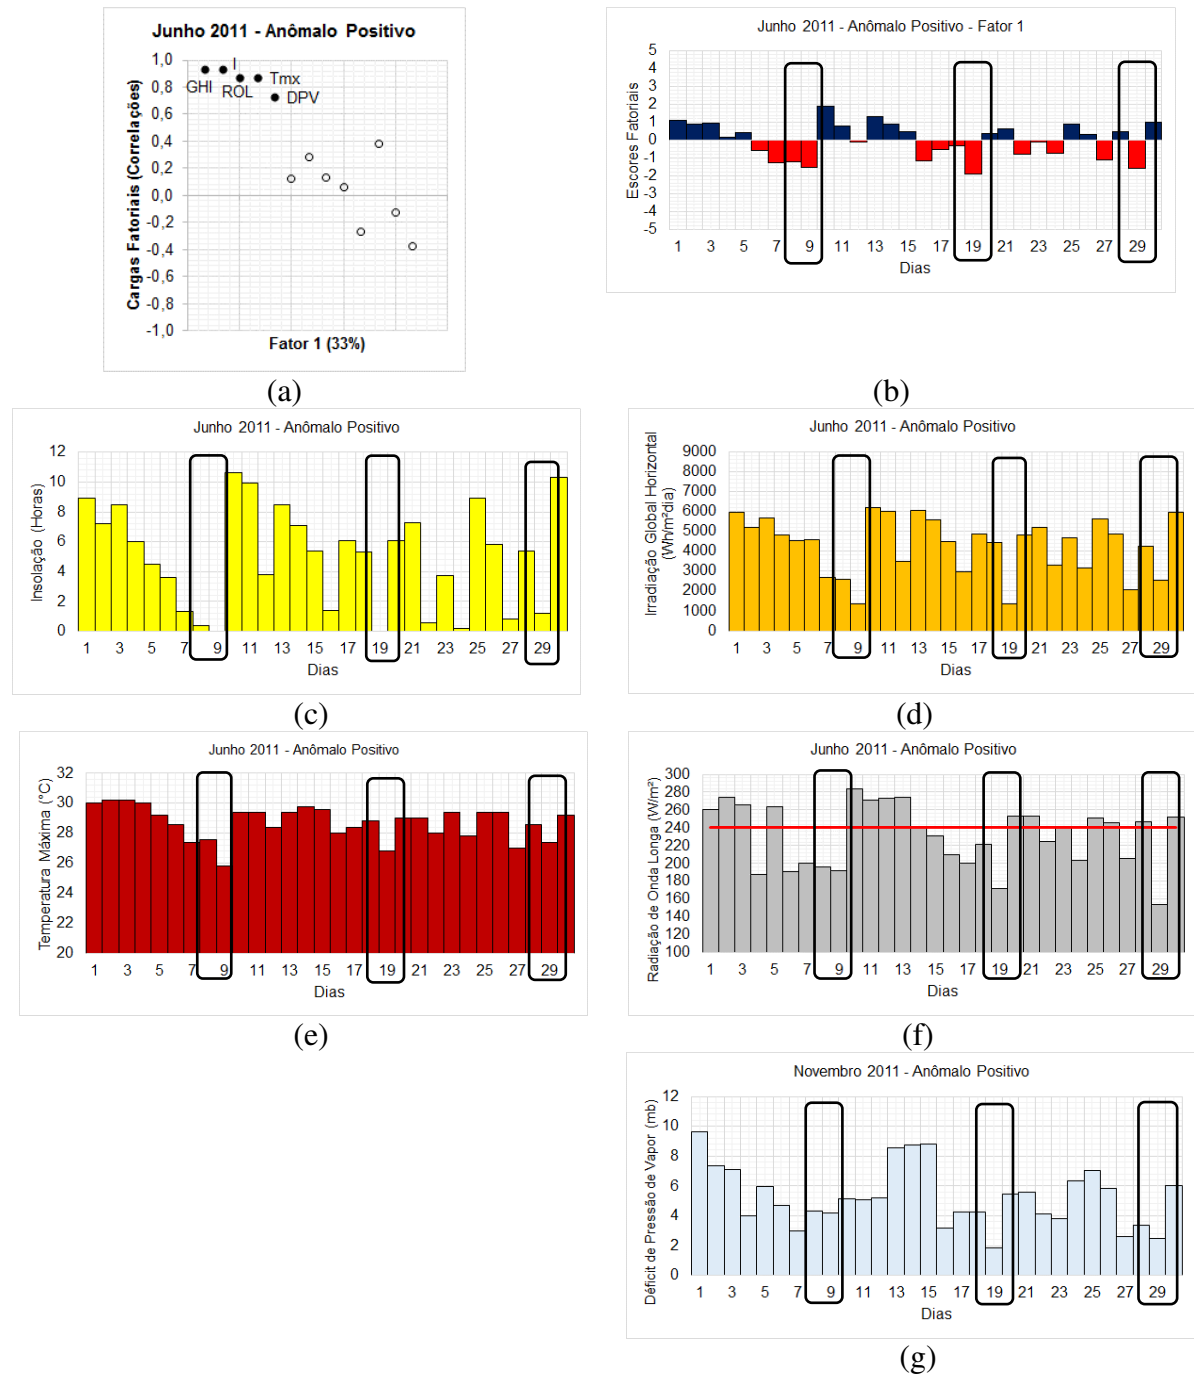 Junho 2011 - Anômalo Positivo
Cargas Fatoriais (Correlações)
1,0
0,8
0,6
0,4
0,2
0,0
-0,2
-0,4
-0,6
-0,8
-1,0
GHI
I
ROL
Tmx
DPV
Fator 1 (33%)
(a)
Junho 2011 - Anômalo Positivo - Fator 1
Escores Fatoriais
5
4
3
2
1
0
-1
-2
-3
-4
-5
1 3 5 7 9 11 13 15 17 19 21 23 25 27 29
Dias
(b)
Junho 2011 - Anômalo Positivo
Insolação (Horas)
12
10
8
6
4
2
0
1 3 5 7 9 11 13 15 17 19 21 23 25 27 29
Dias
(c)
Junho 2011 - Anômalo Positivo
Irradiação Global Horizontal
(Wh/m²dia)
9000
8000
7000
6000
5000
4000
3000
2000
1000
0
1 3 5 7 9 11 13 15 17 19 21 23 25 27 29
Dias
(d)
Junho 2011 - Anômalo Positivo
Temperatura Máxima (°C)
32
30
28
26
24
22
20
1 3 5 7 9 11 13 15 17 19 21 23 25 27 29
Dias
(e)
Junho 2011 - Anômalo Positivo
Radiação de Onda Longa (W/m²)
300
280
260
240
220
200
180
160
140
120
100
1 3 5 7 9 11 13 15 17 19 21 23 25 27 29
Dias
(f)
Novembro 2011 - Anômalo Positivo
Déficit de Pressão de Vapor (mb)
12
10
8
6
4
2
0
1 3 5 7 9 11 13 15 17 19 21 23 25 27 29
Dias
(g)